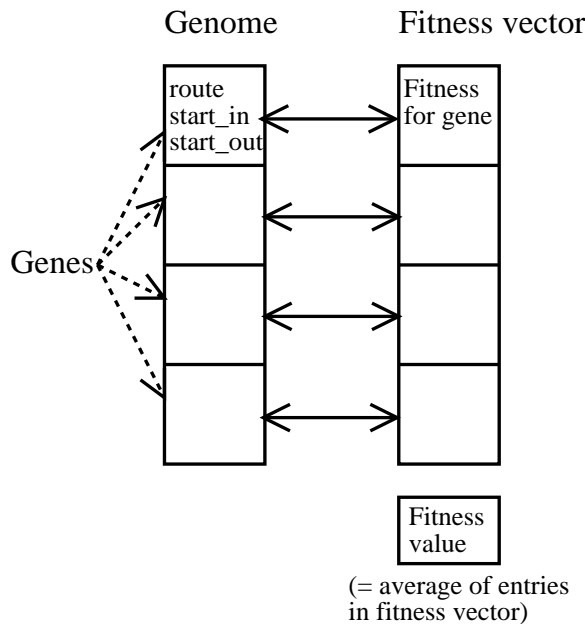 Genome
Fitness vector
route
start_in
start_out
Fitness
for gene
Genes
Fitness
value
(= average of entries
in fitness vector)